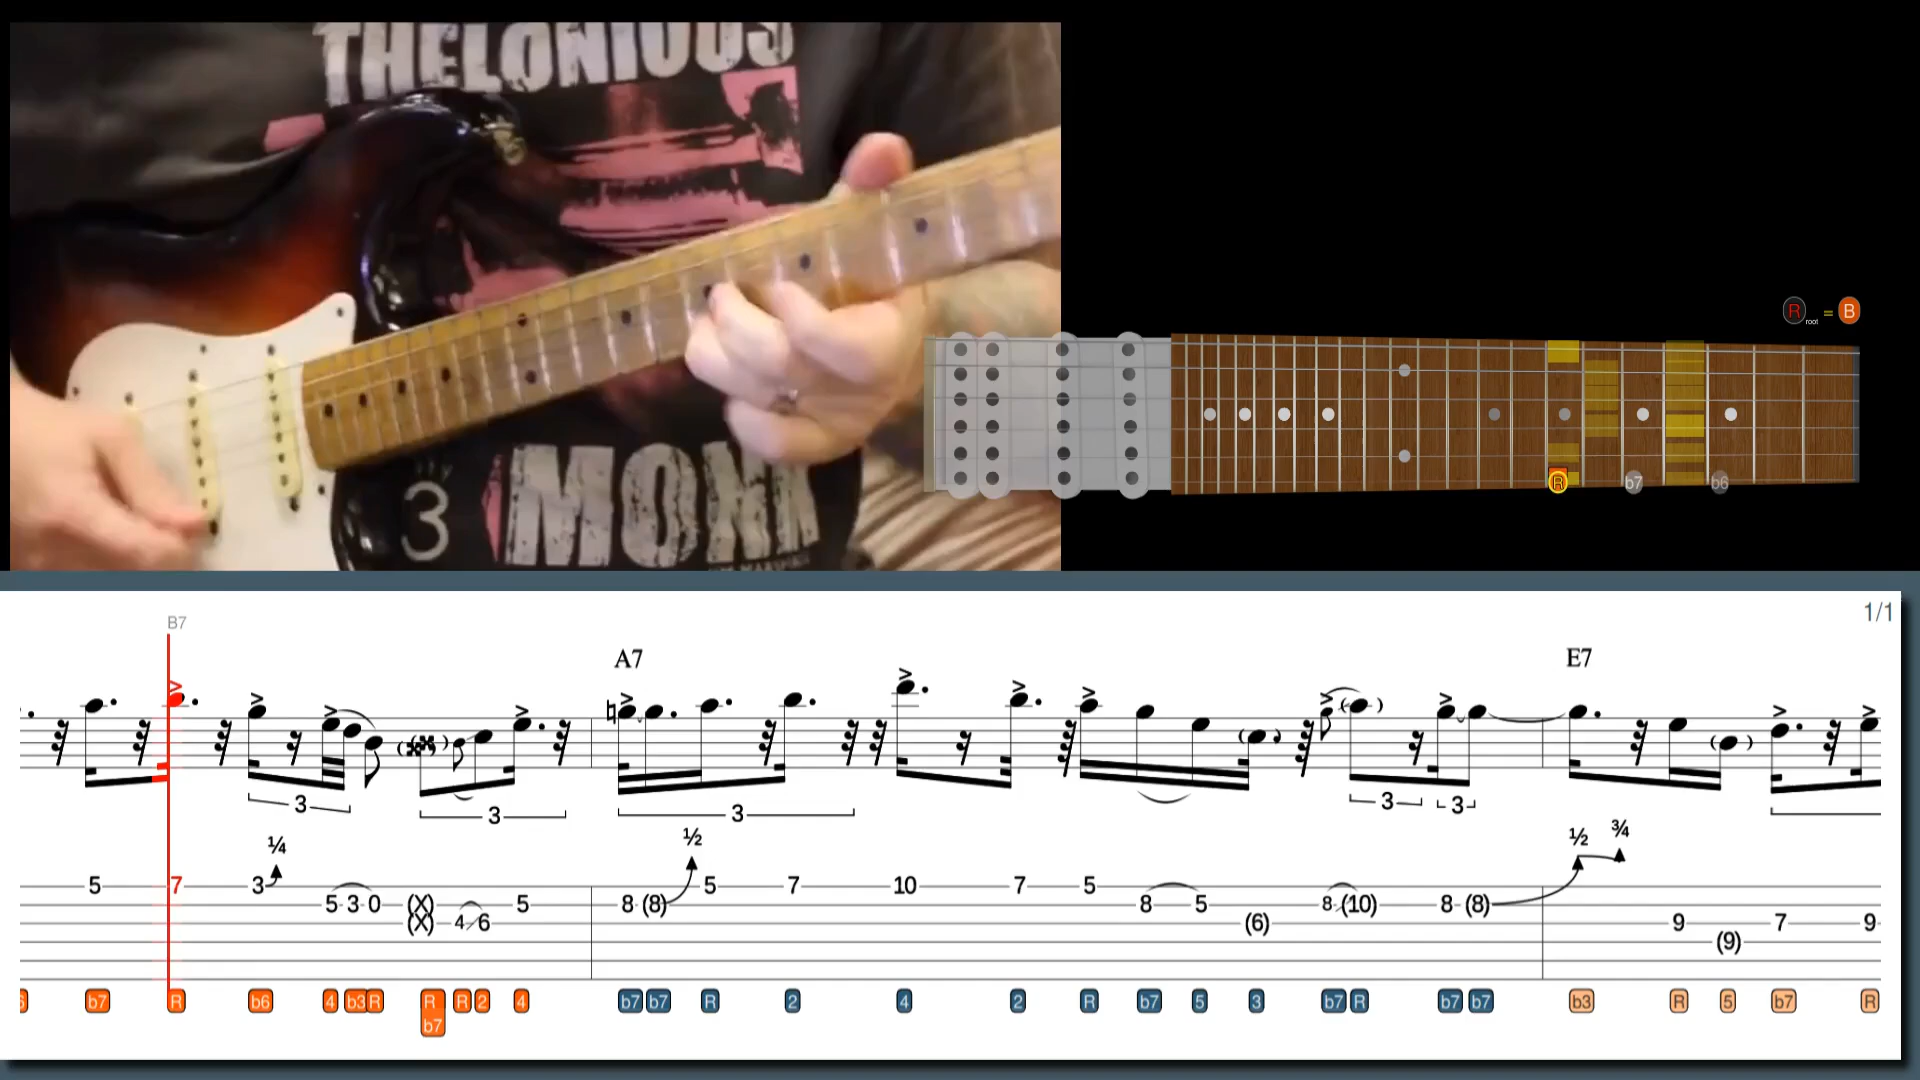 THELONIOUS
3
MONK
R root = B
R b7 b6
1/1
B7
A7
E7
3 3 3 3 3
¼ ½ ½ ¾
5 7 3 5 7 10 7 5
5 3 0 (X) 5 8 (8) 8 5 8 (10) 8 (8)
(X) 4 6 (6) 9 7 9
(9)
b7 R b6 4 b3 R R R 2 4 b7 b7 R 2 4 2 R b7 5 3 b7 R b7 b7 b3 R 5 b7 R
b7